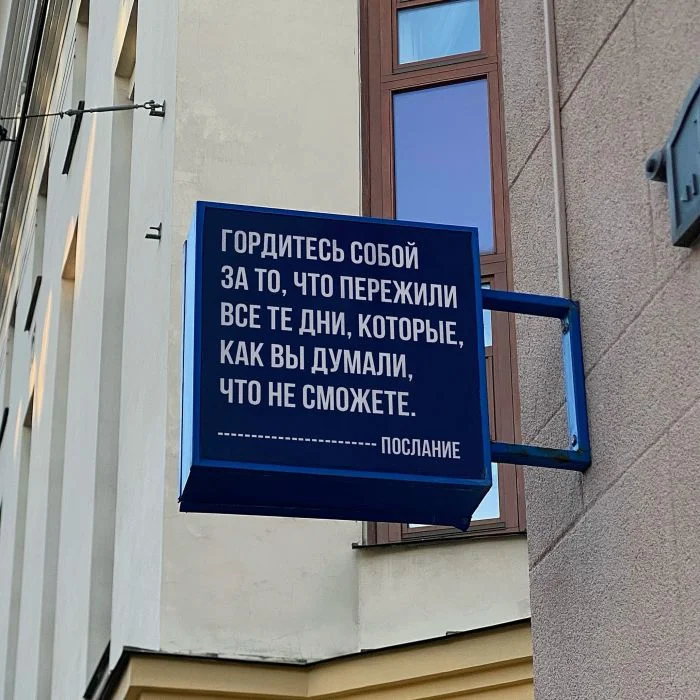 ГОРДИТЕСЬ СОБОЙ
ЗА ТО, ЧТО ПЕРЕЖИЛИ
ВСЕ ТЕ ДНИ, КОТОРЫЕ,
КАК ВЫ ДУМАЛИ,
ЧТО НЕ СМОЖЕТЕ.
------------------------ ПОСЛАНИЕ